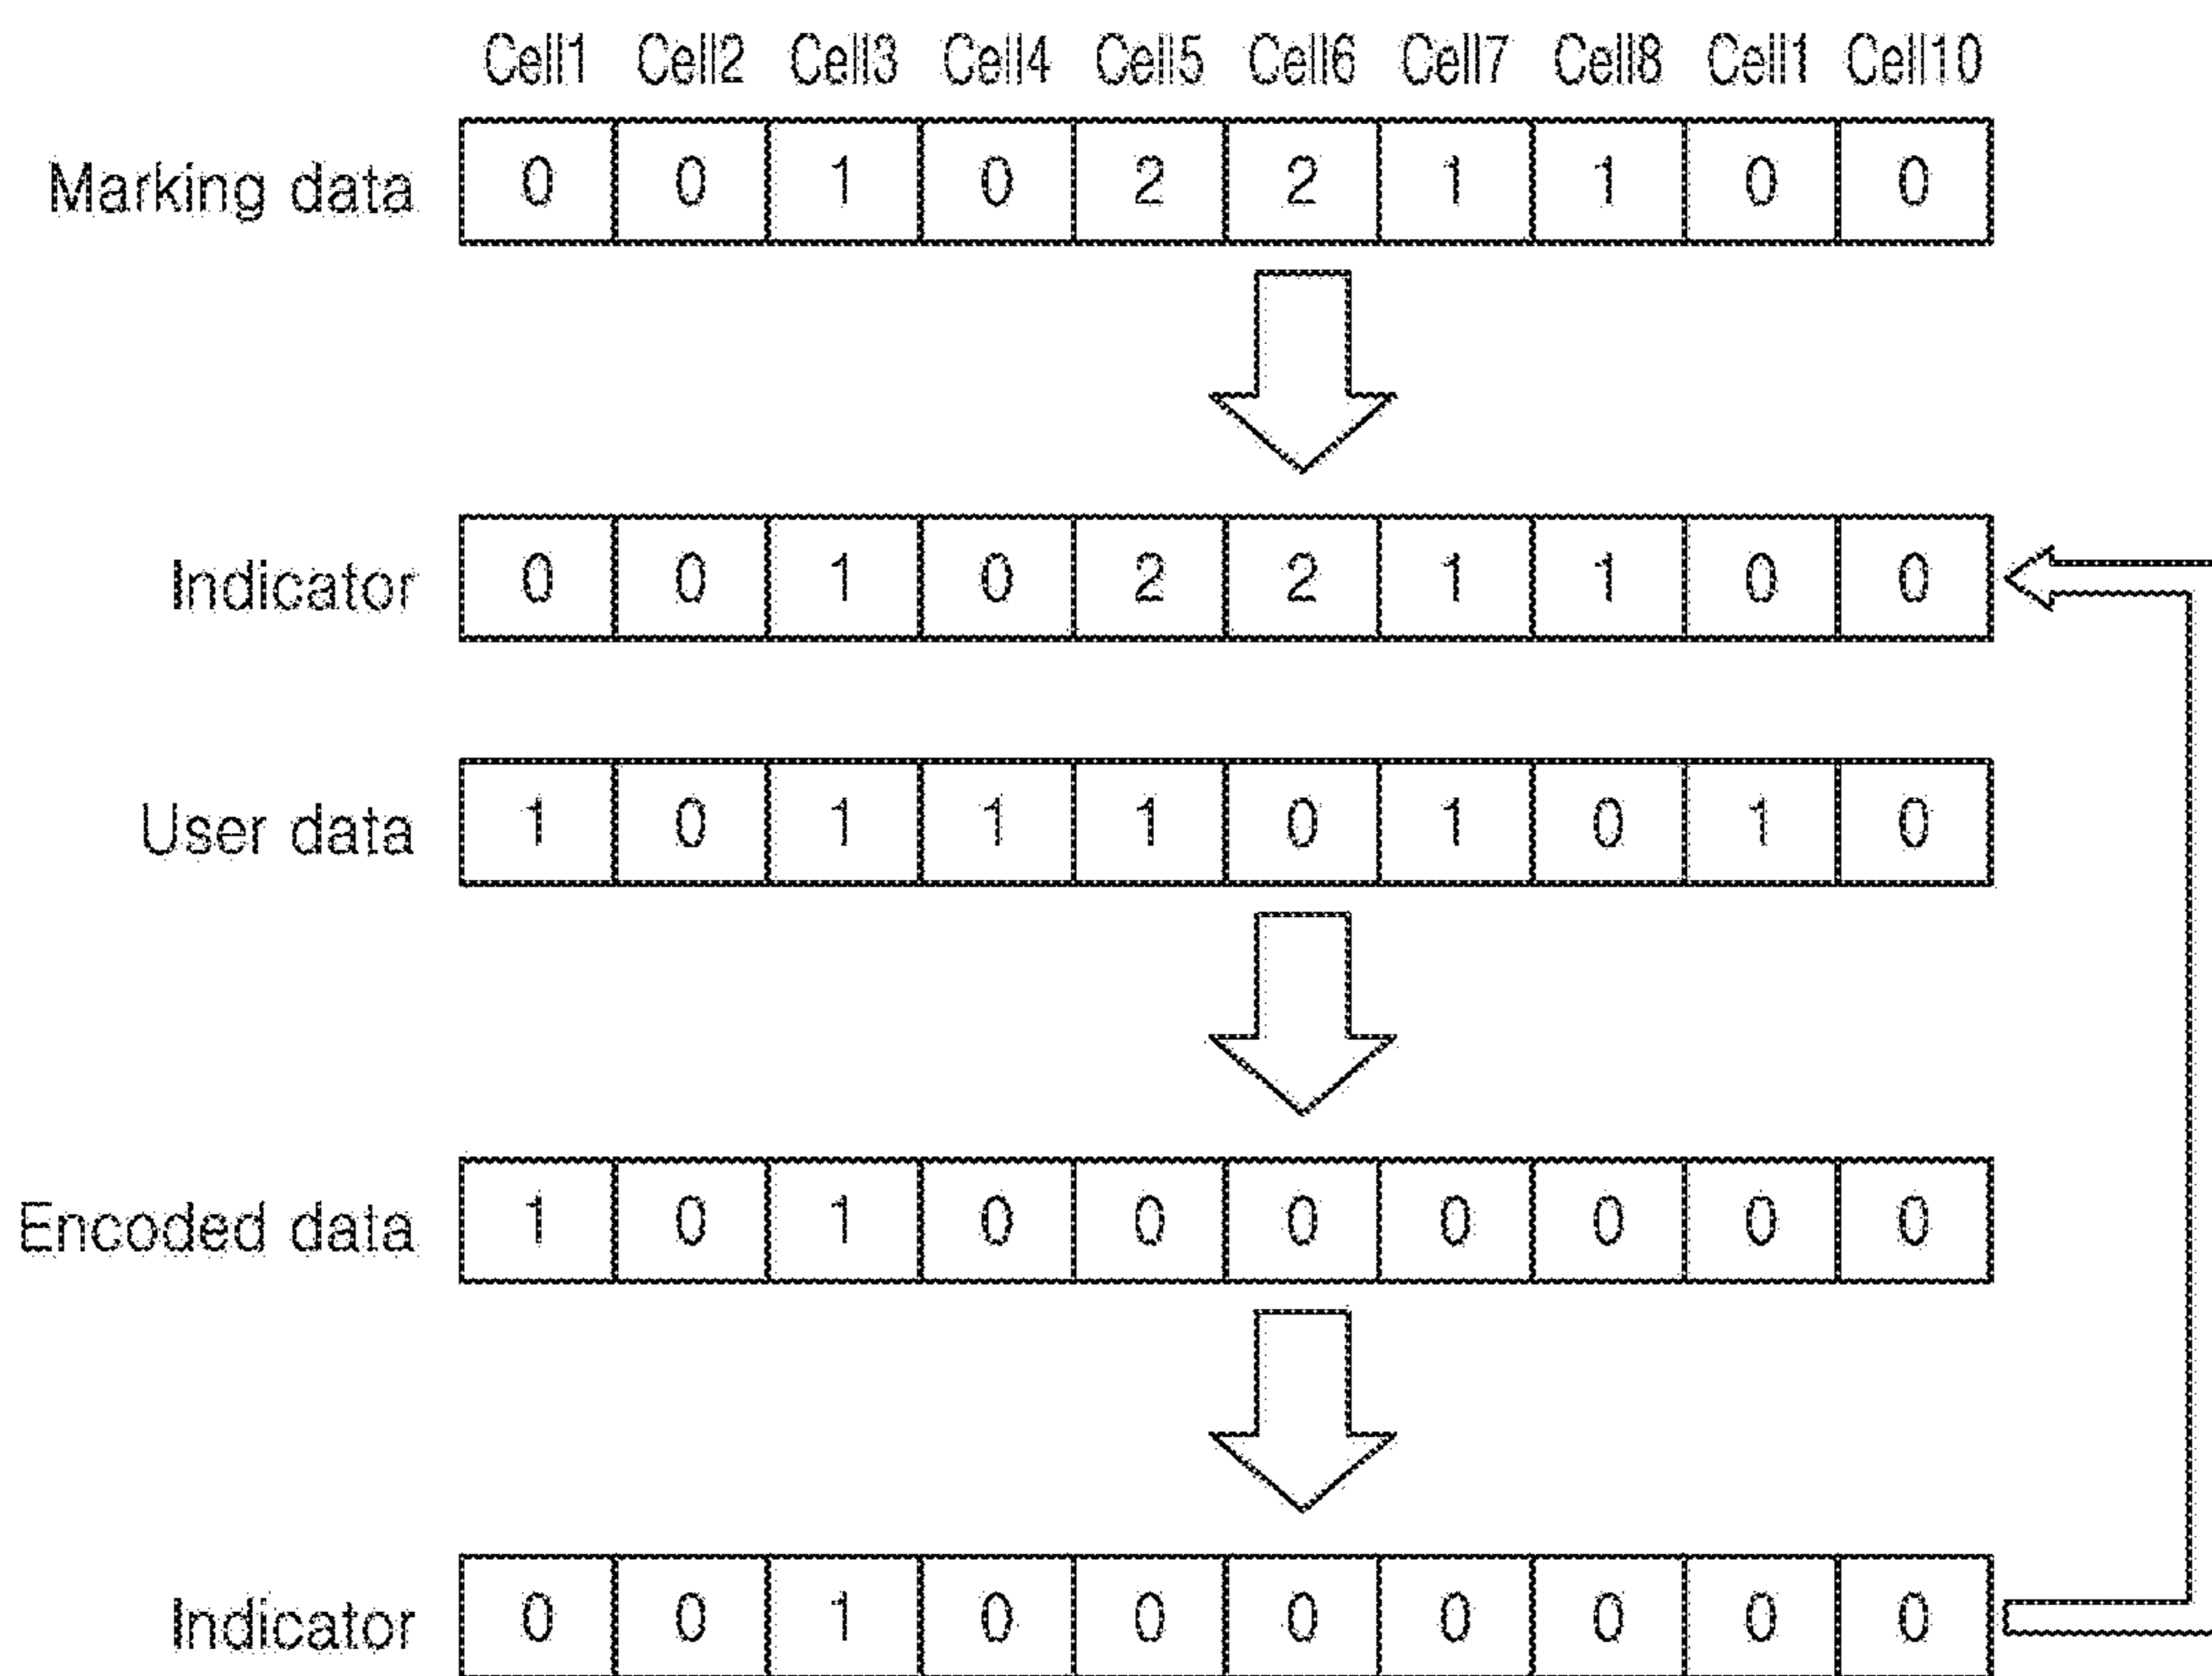 Cell1 Cell2 Cell3 Cell4 Cell5 Cell6 Cell7 Cell8 Cell1 Cell10
Marking data 0 0 1 0 2 2 1 1 0 0
Indicator 0 0 1 0 2 2 1 1 0 0
User data 1 0 1 1 1 0 1 0 1 0
Encoded data 1 0 1 0 0 0 0 0 0 0
Indicator 0 0 1 0 0 0 0 0 0 0